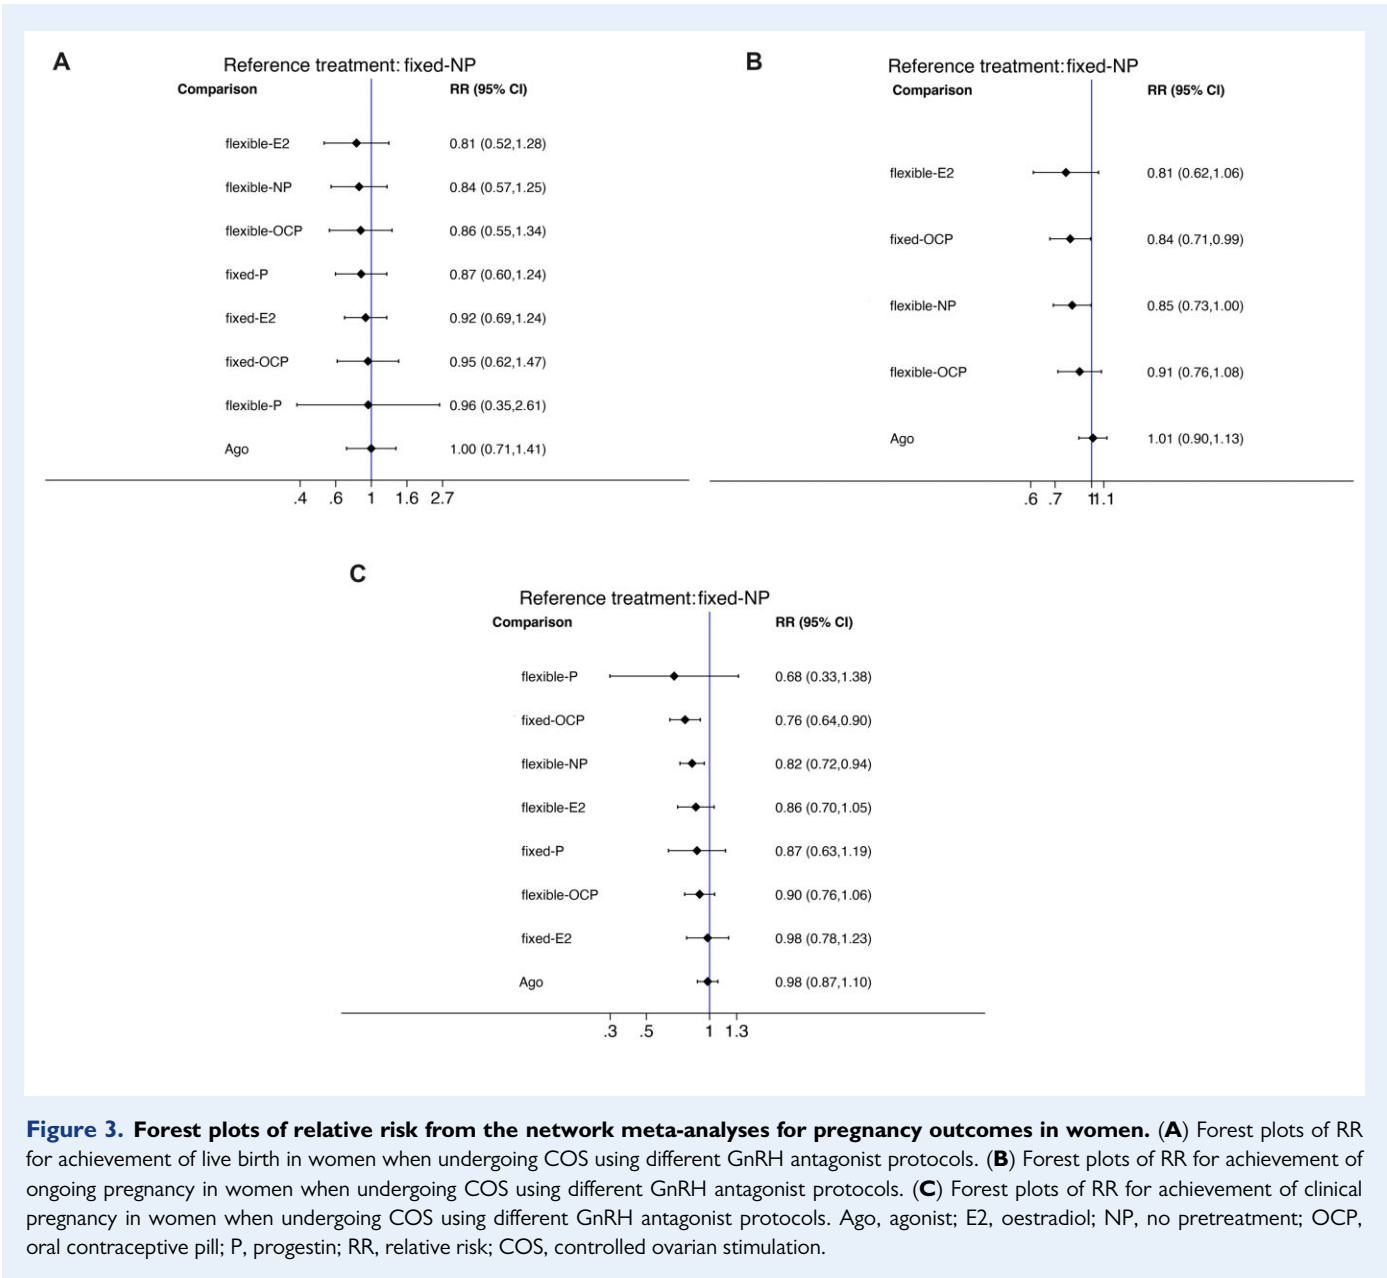 A
Reference treatment: fixed-NP
Comparison RR (95% CI)
flexible-E2 0.81 (0.52,1.28)
flexible-NP 0.84 (0.57,1.25)
flexible-OCP 0.86 (0.55,1.34)
fixed-P 0.87 (0.60,1.24)
fixed-E2 0.92 (0.69,1.24)
fixed-OCP 0.95 (0.62,1.47)
flexible-P 0.96 (0.35,2.61)
Ago 1.00 (0.71,1.41)
.4 .6 1 1.6 2.7
B
Reference treatment:fixed-NP
Comparison RR (95% CI)
flexible-E2 0.81 (0.62,1.06)
fixed-OCP 0.84 (0.71,0.99)
flexible-NP 0.85 (0.73,1.00)
flexible-OCP 0.91 (0.76,1.08)
Ago 1.01 (0.90,1.13)
.6 .7 1 1.1
C
Reference treatment:fixed-NP
Comparison RR (95% CI)
flexible-P 0.68 (0.33,1.38)
fixed-OCP 0.76 (0.64,0.90)
flexible-NP 0.82 (0.72,0.94)
flexible-E2 0.86 (0.70,1.05)
fixed-P 0.87 (0.63,1.19)
flexible-OCP 0.90 (0.76,1.06)
fixed-E2 0.98 (0.78,1.23)
Ago 0.98 (0.87,1.10)
.3 .5 1 1.3
Figure 3. Forest plots of relative risk from the network meta-analyses for pregnancy outcomes in women. (A) Forest plots of RR
for achievement of live birth in women when undergoing COS using different GnRH antagonist protocols. (B) Forest plots of RR for achievement of
ongoing pregnancy in women when undergoing COS using different GnRH antagonist protocols. (C) Forest plots of RR for achievement of clinical
pregnancy in women when undergoing COS using different GnRH antagonist protocols. Ago, agonist; E2, oestradiol; NP, no pretreatment; OCP,
oral contraceptive pill; P, progestin; RR, relative risk; COS, controlled ovarian stimulation.